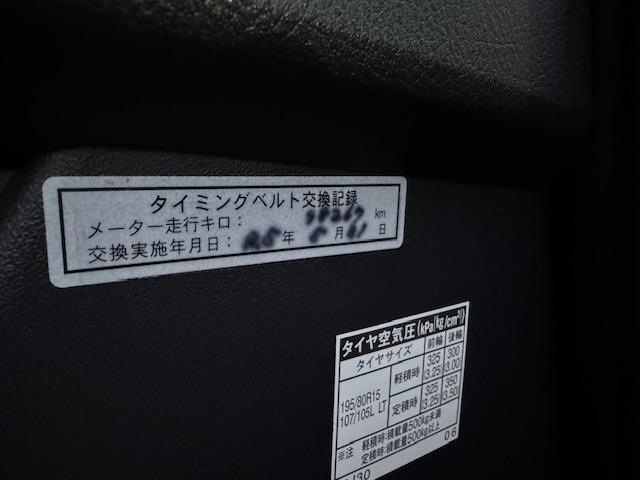 タイミングベルト交換記録
メーター走行キロ： km
交換実施年月日： 年 月 日
タイヤ空気圧(kPa{kg/cm²})
タイヤサイズ 前輪 後輪
195/80R15 107/105L LT
軽積時 325{3.25} 300{3.00}
定積時 325{3.25} 350{3.50}
※注 軽積時:積載量500kg未満
定積時:積載量500kg以上
06